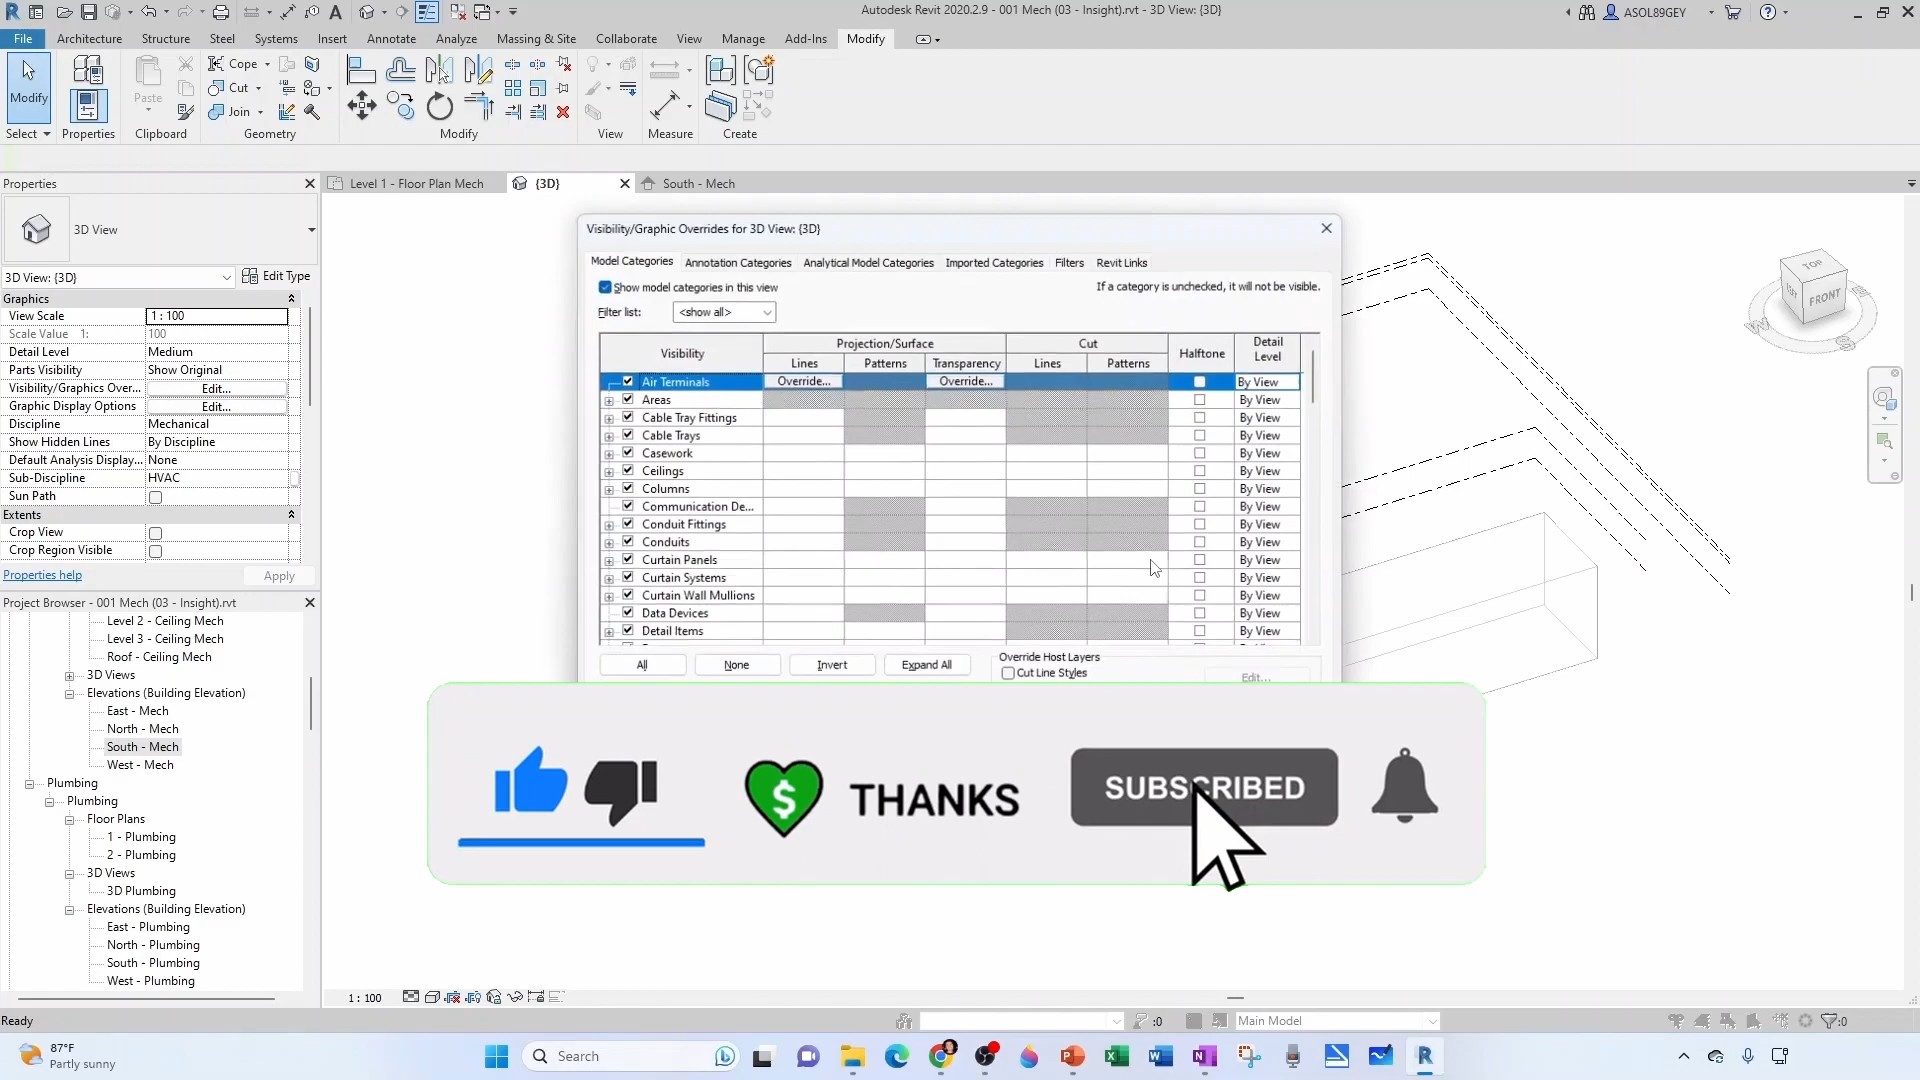 Autodesk Revit 2020.2.9 - 001 Mech (03 - Insight).rvt - 3D View: {3D}
ASOL89GEY
File Architecture Structure Steel Systems Insert Annotate Analyze Massing & Site Collaborate View Manage Add-Ins Modify
Modify
Paste
Cope
Cut
Join
Select Properties Clipboard Geometry Modify View Measure Create
Properties
Level 1 - Floor Plan Mech
{3D}
South - Mech
3D View
3D View: {3D} Edit Type
Graphics
View Scale 1 : 100
Scale Value 1: 100
Detail Level Medium
Parts Visibility Show Original
Visibility/Graphics Over... Edit...
Graphic Display Options Edit...
Discipline Mechanical
Show Hidden Lines By Discipline
Default Analysis Display... None
Sub-Discipline HVAC
Sun Path
Extents
Crop View
Crop Region Visible
Properties help Apply
Project Browser - 001 Mech (03 - Insight).rvt
Level 2 - Ceiling Mech
Level 3 - Ceiling Mech
Roof - Ceiling Mech
3D Views
Elevations (Building Elevation)
East - Mech
North - Mech
South - Mech
West - Mech
Plumbing
Plumbing
Floor Plans
1 - Plumbing
2 - Plumbing
3D Views
3D Plumbing
Elevations (Building Elevation)
East - Plumbing
North - Plumbing
South - Plumbing
West - Plumbing
Visibility/Graphic Overrides for 3D View: {3D}
Model Categories Annotation Categories Analytical Model Categories Imported Categories Filters Revit Links
Show model categories in this view
If a category is unchecked, it will not be visible.
Filter list: <show all>
Visibility Projection/Surface Cut Halftone Detail Level
Lines Patterns Transparency Lines Patterns
Air Terminals Override... Override... By View
Areas By View
Cable Tray Fittings By View
Cable Trays By View
Casework By View
Ceilings By View
Columns By View
Communication De... By View
Conduit Fittings By View
Conduits By View
Curtain Panels By View
Curtain Systems By View
Curtain Wall Mullions By View
Data Devices By View
Detail Items By View
All None Invert Expand All
Override Host Layers
Cut Line Styles
Edit...
TOP
FRONT
W
S
THANKS
SUBSCRIBED
1 : 100
Ready
:0
Main Model
:0
87°F
Partly sunny
Search